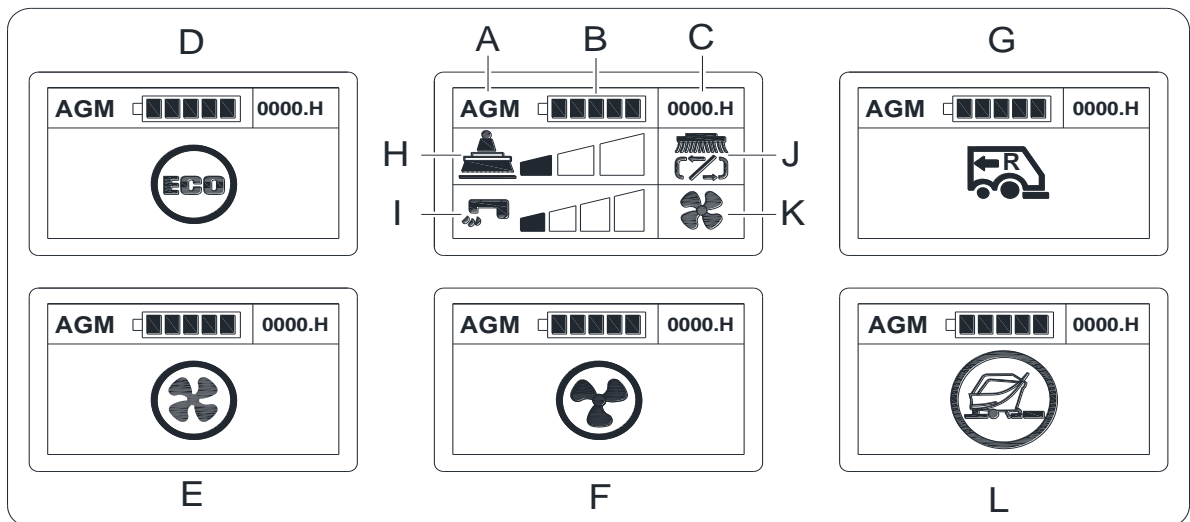 D A B C G
AGM 0000.H
AGM 0000.H
AGM 0000.H
H J
ECO
R
I K
AGM 0000.H
AGM 0000.H
AGM 0000.H
E F L